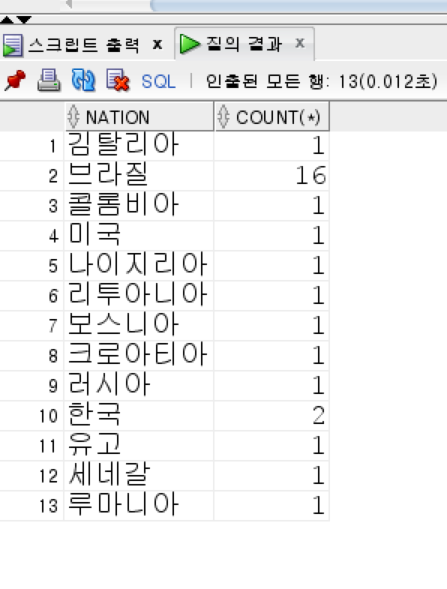 스크립트 출력 x 질의 결과 x
SQL | 인출된 모든 행: 13(0.012초)
NATION COUNT(*)
1 김탈리아 1
2 브라질 16
3 콜롬비아 1
4 미국 1
5 나이지리아 1
6 리투아니아 1
7 보스니아 1
8 크로아티아 1
9 러시아 1
10 한국 2
11 유고 1
12 세네갈 1
13 루마니아 1